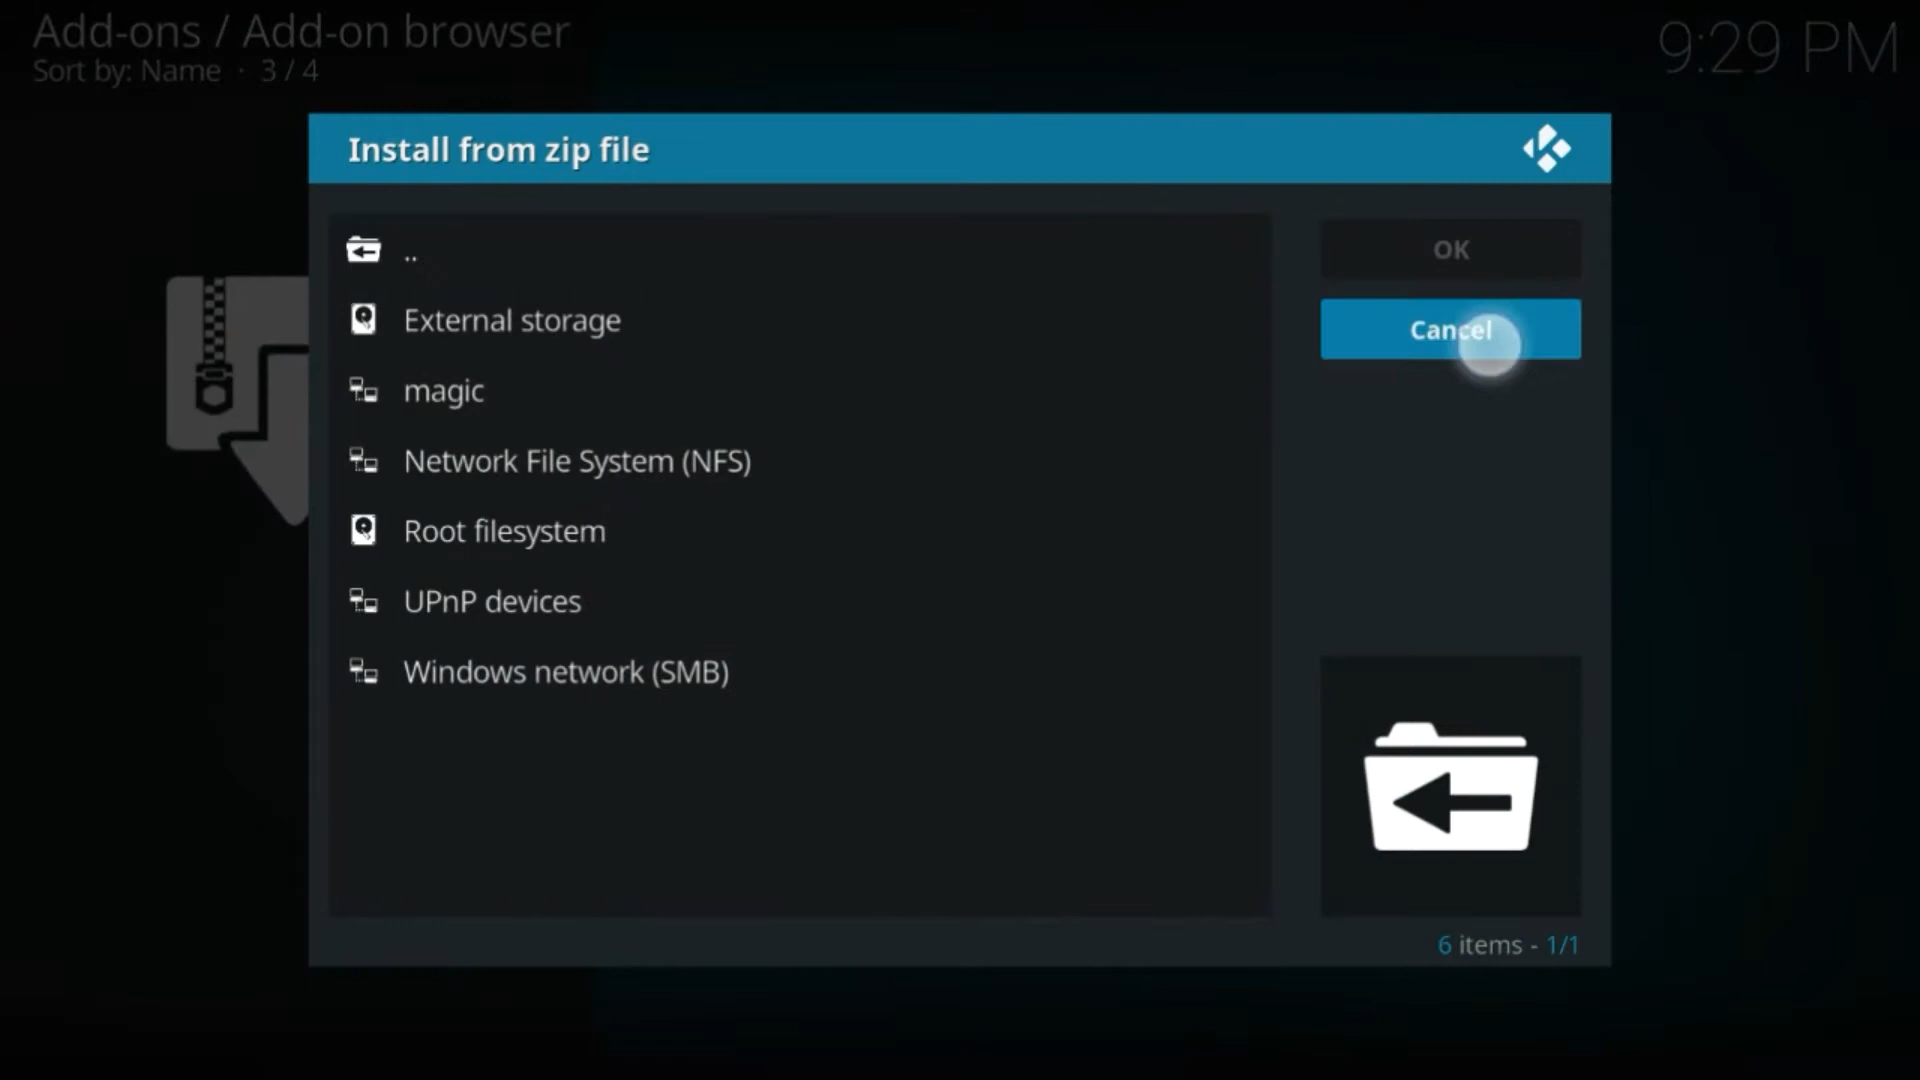 Add-ons / Add-on browser
Sort by: Name · 3 / 4
9:29 PM
Install from zip file
..
External storage
magic
Network File System (NFS)
Root filesystem
UPnP devices
Windows network (SMB)
OK
Cancel
6 items - 1/1